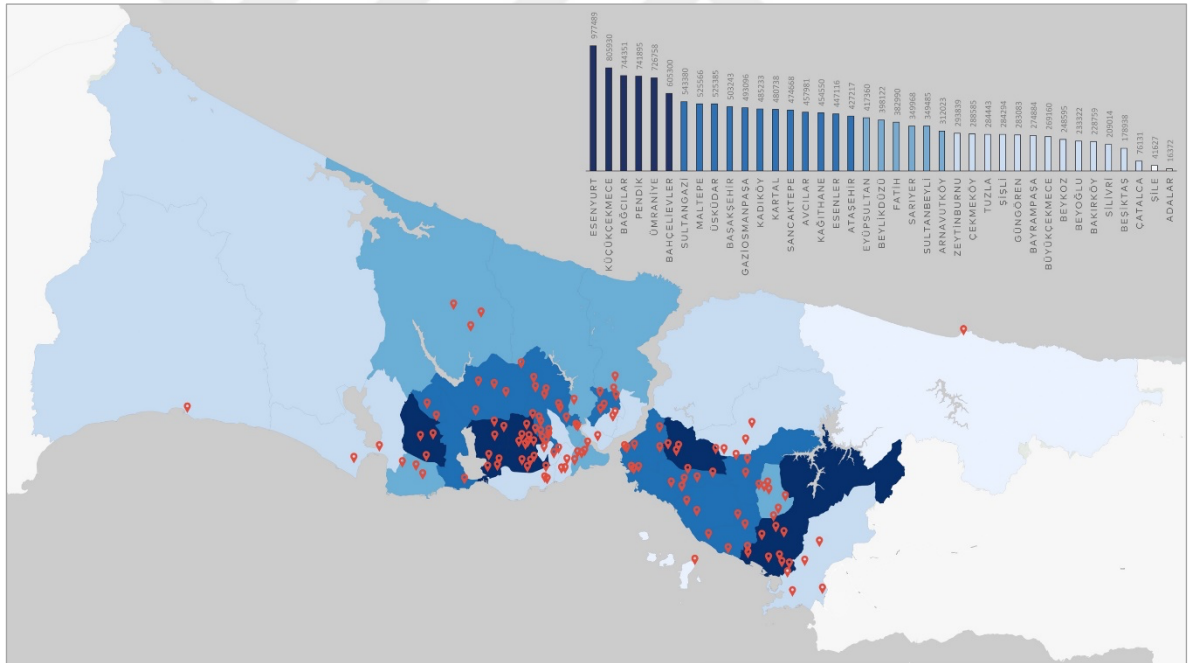 977489
805930
744351
741895
726758
605300
543380
525566
525385
503243
493096
485233
480738
474668
457981
454550
447116
427217
417360
398122
382990
349968
349485
312023
293839
288585
284443
284294
283083
274884
269160
248595
233322
228759
209014
178938
76131
41627
16372
ESENYURT
KÜÇÜKÇEKMECE
BAĞCILAR
PENDİK
ÜMRANİYE
BAHÇELİEVLER
SULTANGAZİ
MALTEPE
ÜSKÜDAR
BAŞAKŞEHİR
GAZİOSMANPAŞA
KADIKÖY
KARTAL
SANCAKTEPE
AVCILAR
KAĞITHANE
ESENLER
ATAŞEHİR
EYÜPSULTAN
BEYLİKDÜZÜ
FATİH
SARIYER
SULTANBEYLİ
ARNAVUTKÖY
ZEYTİNBURNU
ÇEKMEKÖY
TUZLA
ŞİŞLİ
GÜNGÖREN
BAYRAMPAŞA
BÜYÜKÇEKMECE
BEYKOZ
BEYOĞLU
BAKIRKÖY
SİLİVRİ
BEŞİKTAŞ
ÇATALCA
ŞİLE
ADALAR